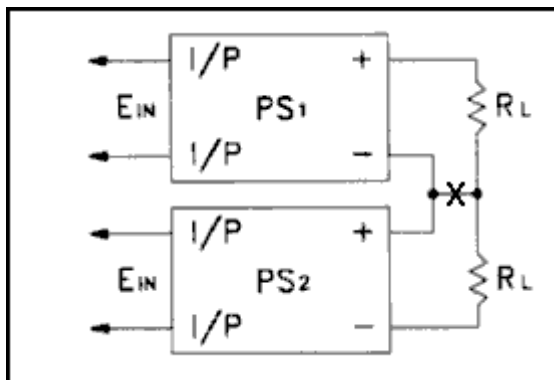 I/P +
EIN PS1 RL
I/P −
X
I/P +
EIN PS2 RL
I/P −